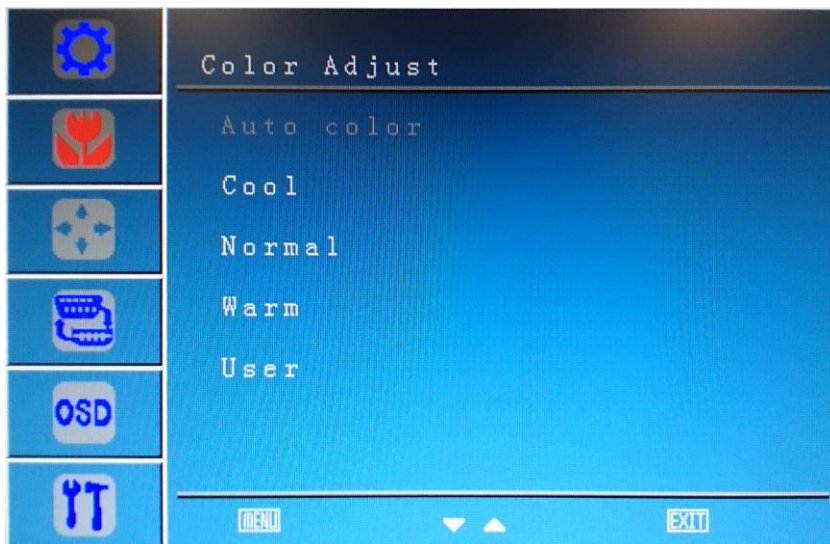 Color Adjust
Auto color
Cool
Normal
Warm
User
OSD
MENU
EXIT